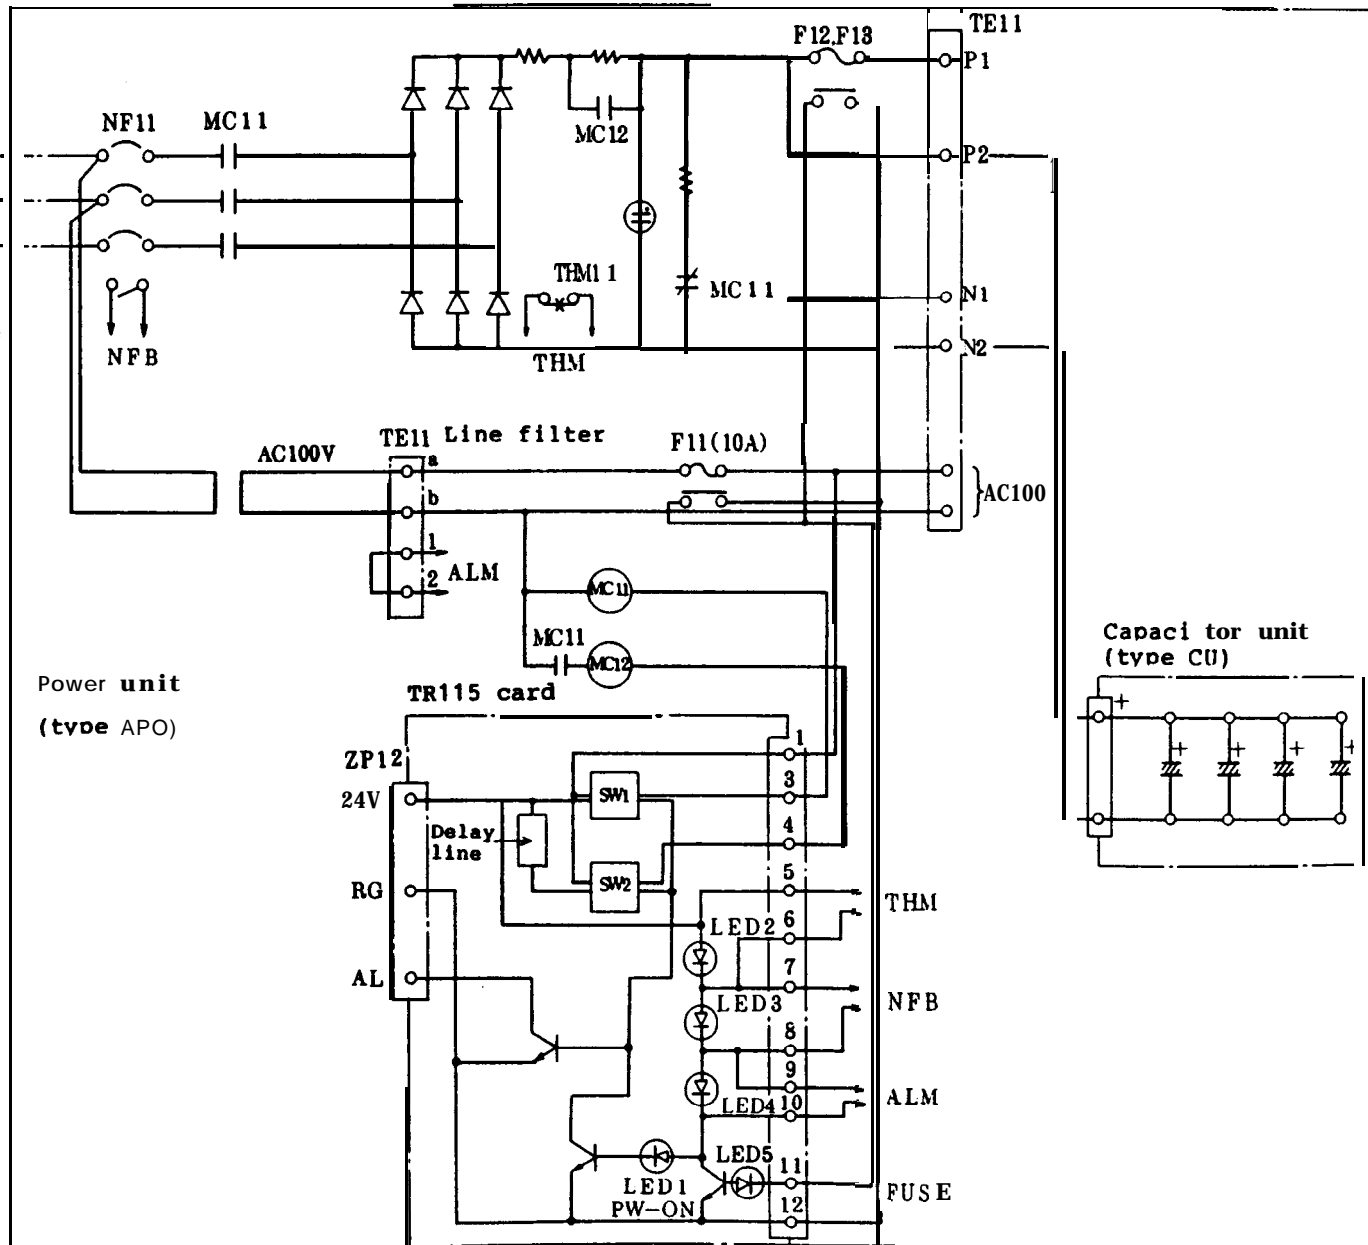 TE11
F12,F13
P1
NF11
MC11
MC12
P2
THM11
MC11
N1
NFB
THM
N2
TE11 Line filter
F11(10A)
AC100V
a
b
AC100
1
2
ALM
MC11
MC11
MC12
Capaci tor unit
(type CU)
Power unit
(type APO)
TR115 card
ZP12
1
3
24V
SW1
4
Delay
line
SW2
5
RG
THM
LED2
6
AL
7
LED3
NFB
8
9
LED4
10
ALM
LED5
11
LED1
FUSE
PW-ON
12
+
+
+
+
+